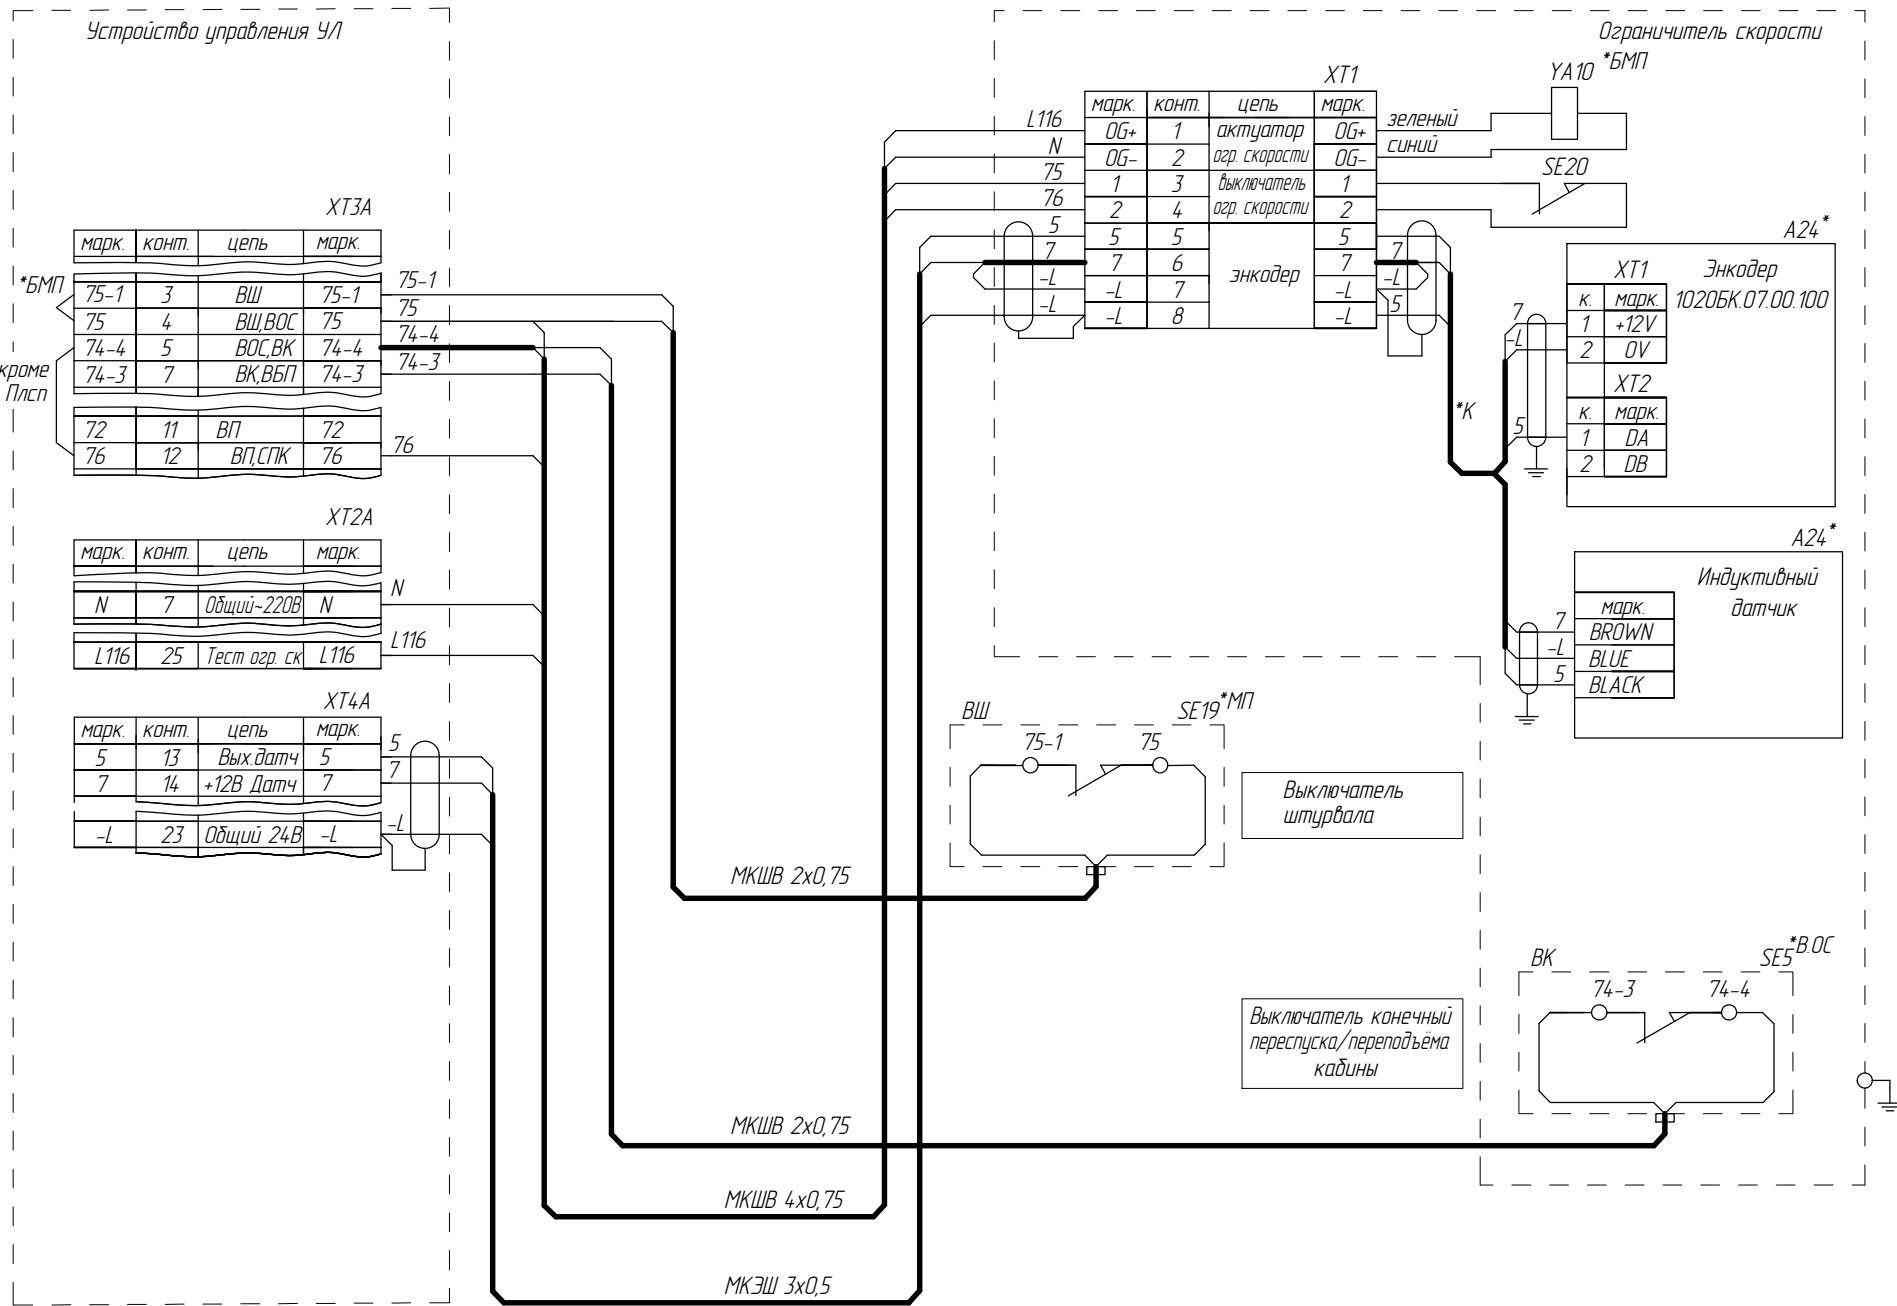 Устройство управления УЛ
XT3A
марк. конт. цепь марк.
*БМП
75-1 3 ВШ 75-1 75-1
75 4 ВШ,ВОС 75 75
74-4 5 ВОС,ВК 74-4 74-4
74-3 7 ВК,ВБП 74-3 74-3
кроме
Плсп
72 11 ВП 72
76 12 ВП,СПК 76 76
XT2A
марк. конт. цепь марк.
N 7 Общий~220В N N
L116 25 Тест огр. ск L116 L116
XT4A
марк. конт. цепь марк.
5 13 Вых.датч 5 5
7 14 +12В Датч 7 7
-L 23 Общий 24В -L -L
МКШВ 2x0,75
МКШВ 2x0,75
МКШВ 4x0,75
МКЭШ 3x0,5
Ограничитель скорости
XT1
марк. конт. цепь марк.
L116 OG+ 1 актуатор OG+ зеленый
N OG- 2 огр. скорости OG- синий
75 1 3 выключатель 1
76 2 4 огр. скорости 2
5 5 5 5
7 7 6 энкодер 7 7
-L -L 7 -L -L
-L -L 8 -L 5
YA10 *БМП
SE20
*К
A24*
Энкодер
1020БК.07.00.100
XT1
к. марк.
7 1 +12V
-L 2 0V
XT2
к. марк.
5 1 DA
2 DB
A24*
Индуктивный
датчик
марк.
7 BROWN
-L BLUE
5 BLACK
ВШ SE19*МП
75-1 75
Выключатель
штурвала
ВК SE5*В.ОС
74-3 74-4
Выключатель конечный
переспуска/переподъёма
кабины